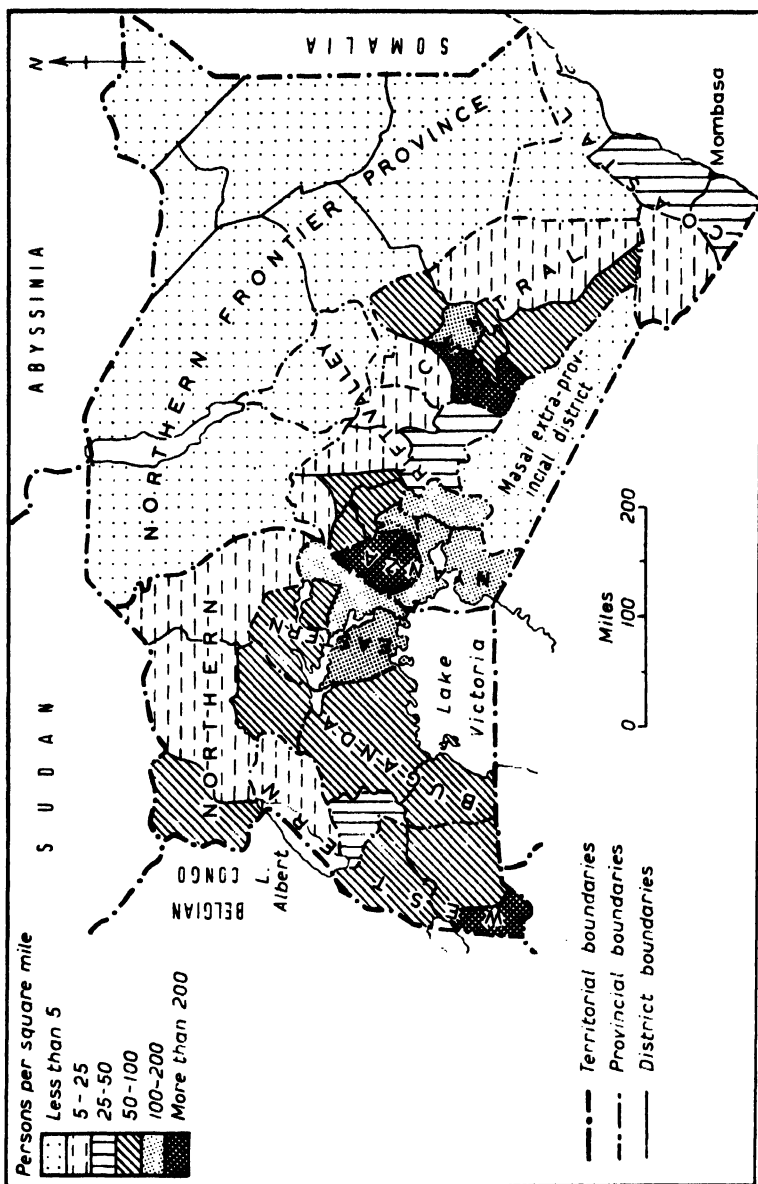 Persons per square mile
Less than 5
5-25
25-50
50-100
100-200
More than 200
SUDAN
ABYSSINIA
SOMALIA
N
BELGIAN
CONGO
L.
Albert
NORTHERN
NORTHERN FRONTIER PROVINCE
WESTERN
BUGANDA
EASTERN
NYANZA
RIFT VALLEY
CENTRAL
COASTAL
Lake
Victoria
Masai extra-prov-
incial district
Mombasa
Miles
0 100 200
Territorial boundaries
Provincial boundaries
District boundaries